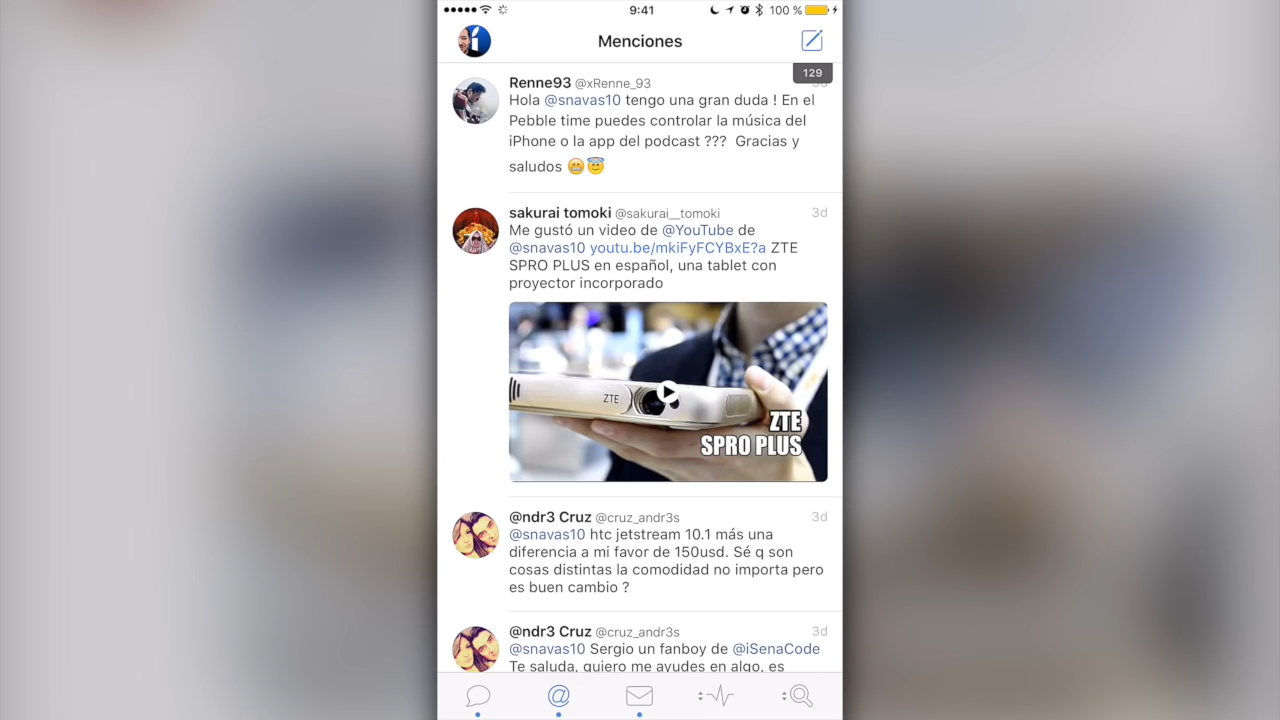 9:41
100 %
Menciones
129
Renne93 @xRenne_93
Hola @snavas10 tengo una gran duda ! En el
Pebble time puedes controlar la música del
iPhone o la app del podcast ??? Gracias y
saludos 😁😇
sakurai tomoki @sakurai__tomoki 3d
Me gustó un video de @YouTube de
@snavas10 youtu.be/mkiFyFCYBxE?a ZTE
SPRO PLUS en español, una tablet con
proyector incorporado
ZTE
ZTE
SPRO PLUS
@ndr3 Cruz @cruz_andr3s 3d
@snavas10 htc jetstream 10.1 más una
diferencia a mi favor de 150usd. Sé q son
cosas distintas la comodidad no importa pero
es buen cambio ?
@ndr3 Cruz @cruz_andr3s 3d
@snavas10 Sergio un fanboy de @iSenaCode
Te saluda, quiero me ayudes en algo, es
@